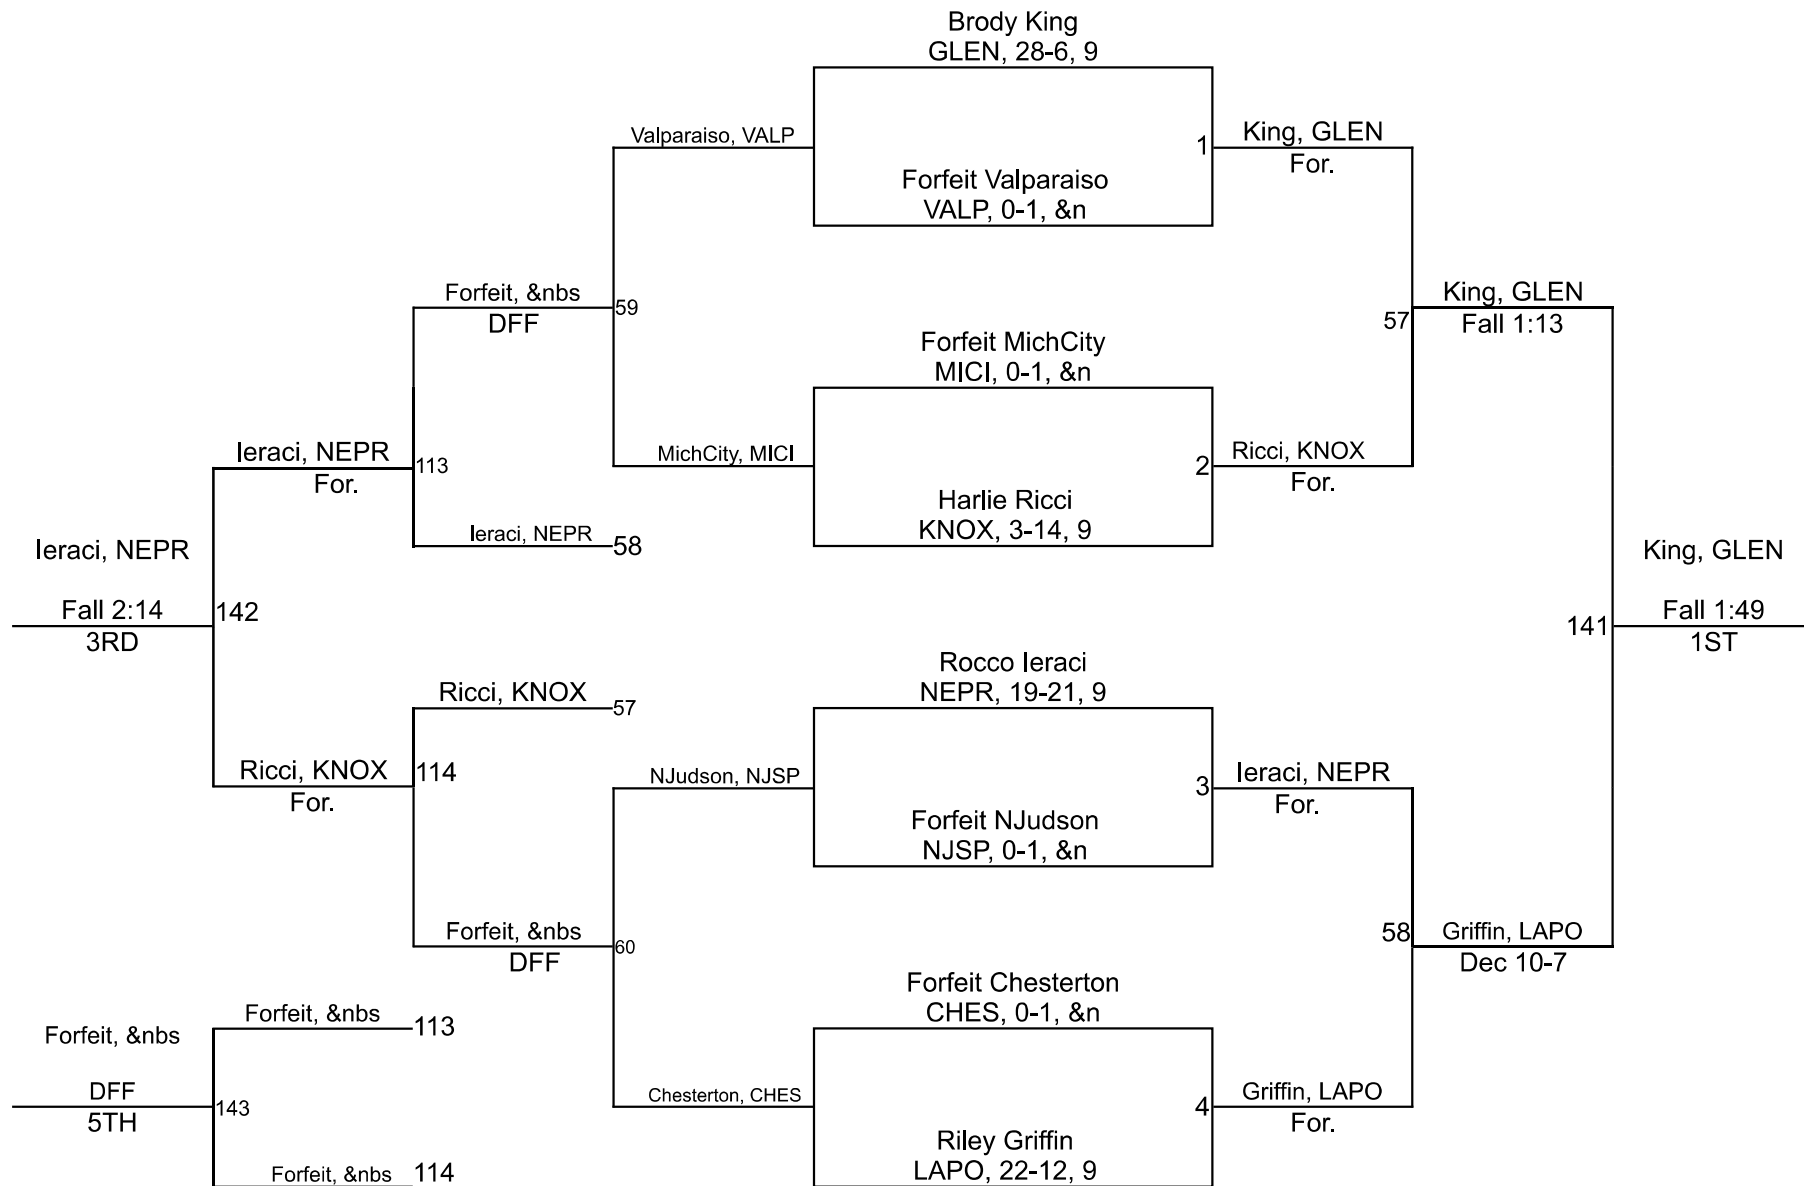 Brody King
GLEN, 28-6, 9
Valparaiso, VALP
1
King, GLEN
For.
Forfeit Valparaiso
VALP, 0-1, &n
Forfeit, &nbs
DFF
59
King, GLEN
Fall 1:13
57
Forfeit MichCity
MICI, 0-1, &n
Ieraci, NEPR
For.
113
MichCity, MICI
2
Ricci, KNOX
For.
Harlie Ricci
KNOX, 3-14, 9
Ieraci, NEPR
58
Ieraci, NEPR
Fall 2:14
3RD
142
King, GLEN
Fall 1:49
1ST
141
Rocco Ieraci
NEPR, 19-21, 9
Ricci, KNOX
57
Ricci, KNOX
For.
114
NJudson, NJSP
3
Ieraci, NEPR
For.
Forfeit NJudson
NJSP, 0-1, &n
Forfeit, &nbs
DFF
60
58
Griffin, LAPO
Dec 10-7
Forfeit Chesterton
CHES, 0-1, &n
Forfeit, &nbs
113
Forfeit, &nbs
DFF
5TH
143
Chesterton, CHES
4
Griffin, LAPO
For.
Riley Griffin
LAPO, 22-12, 9
Forfeit, &nbs
114